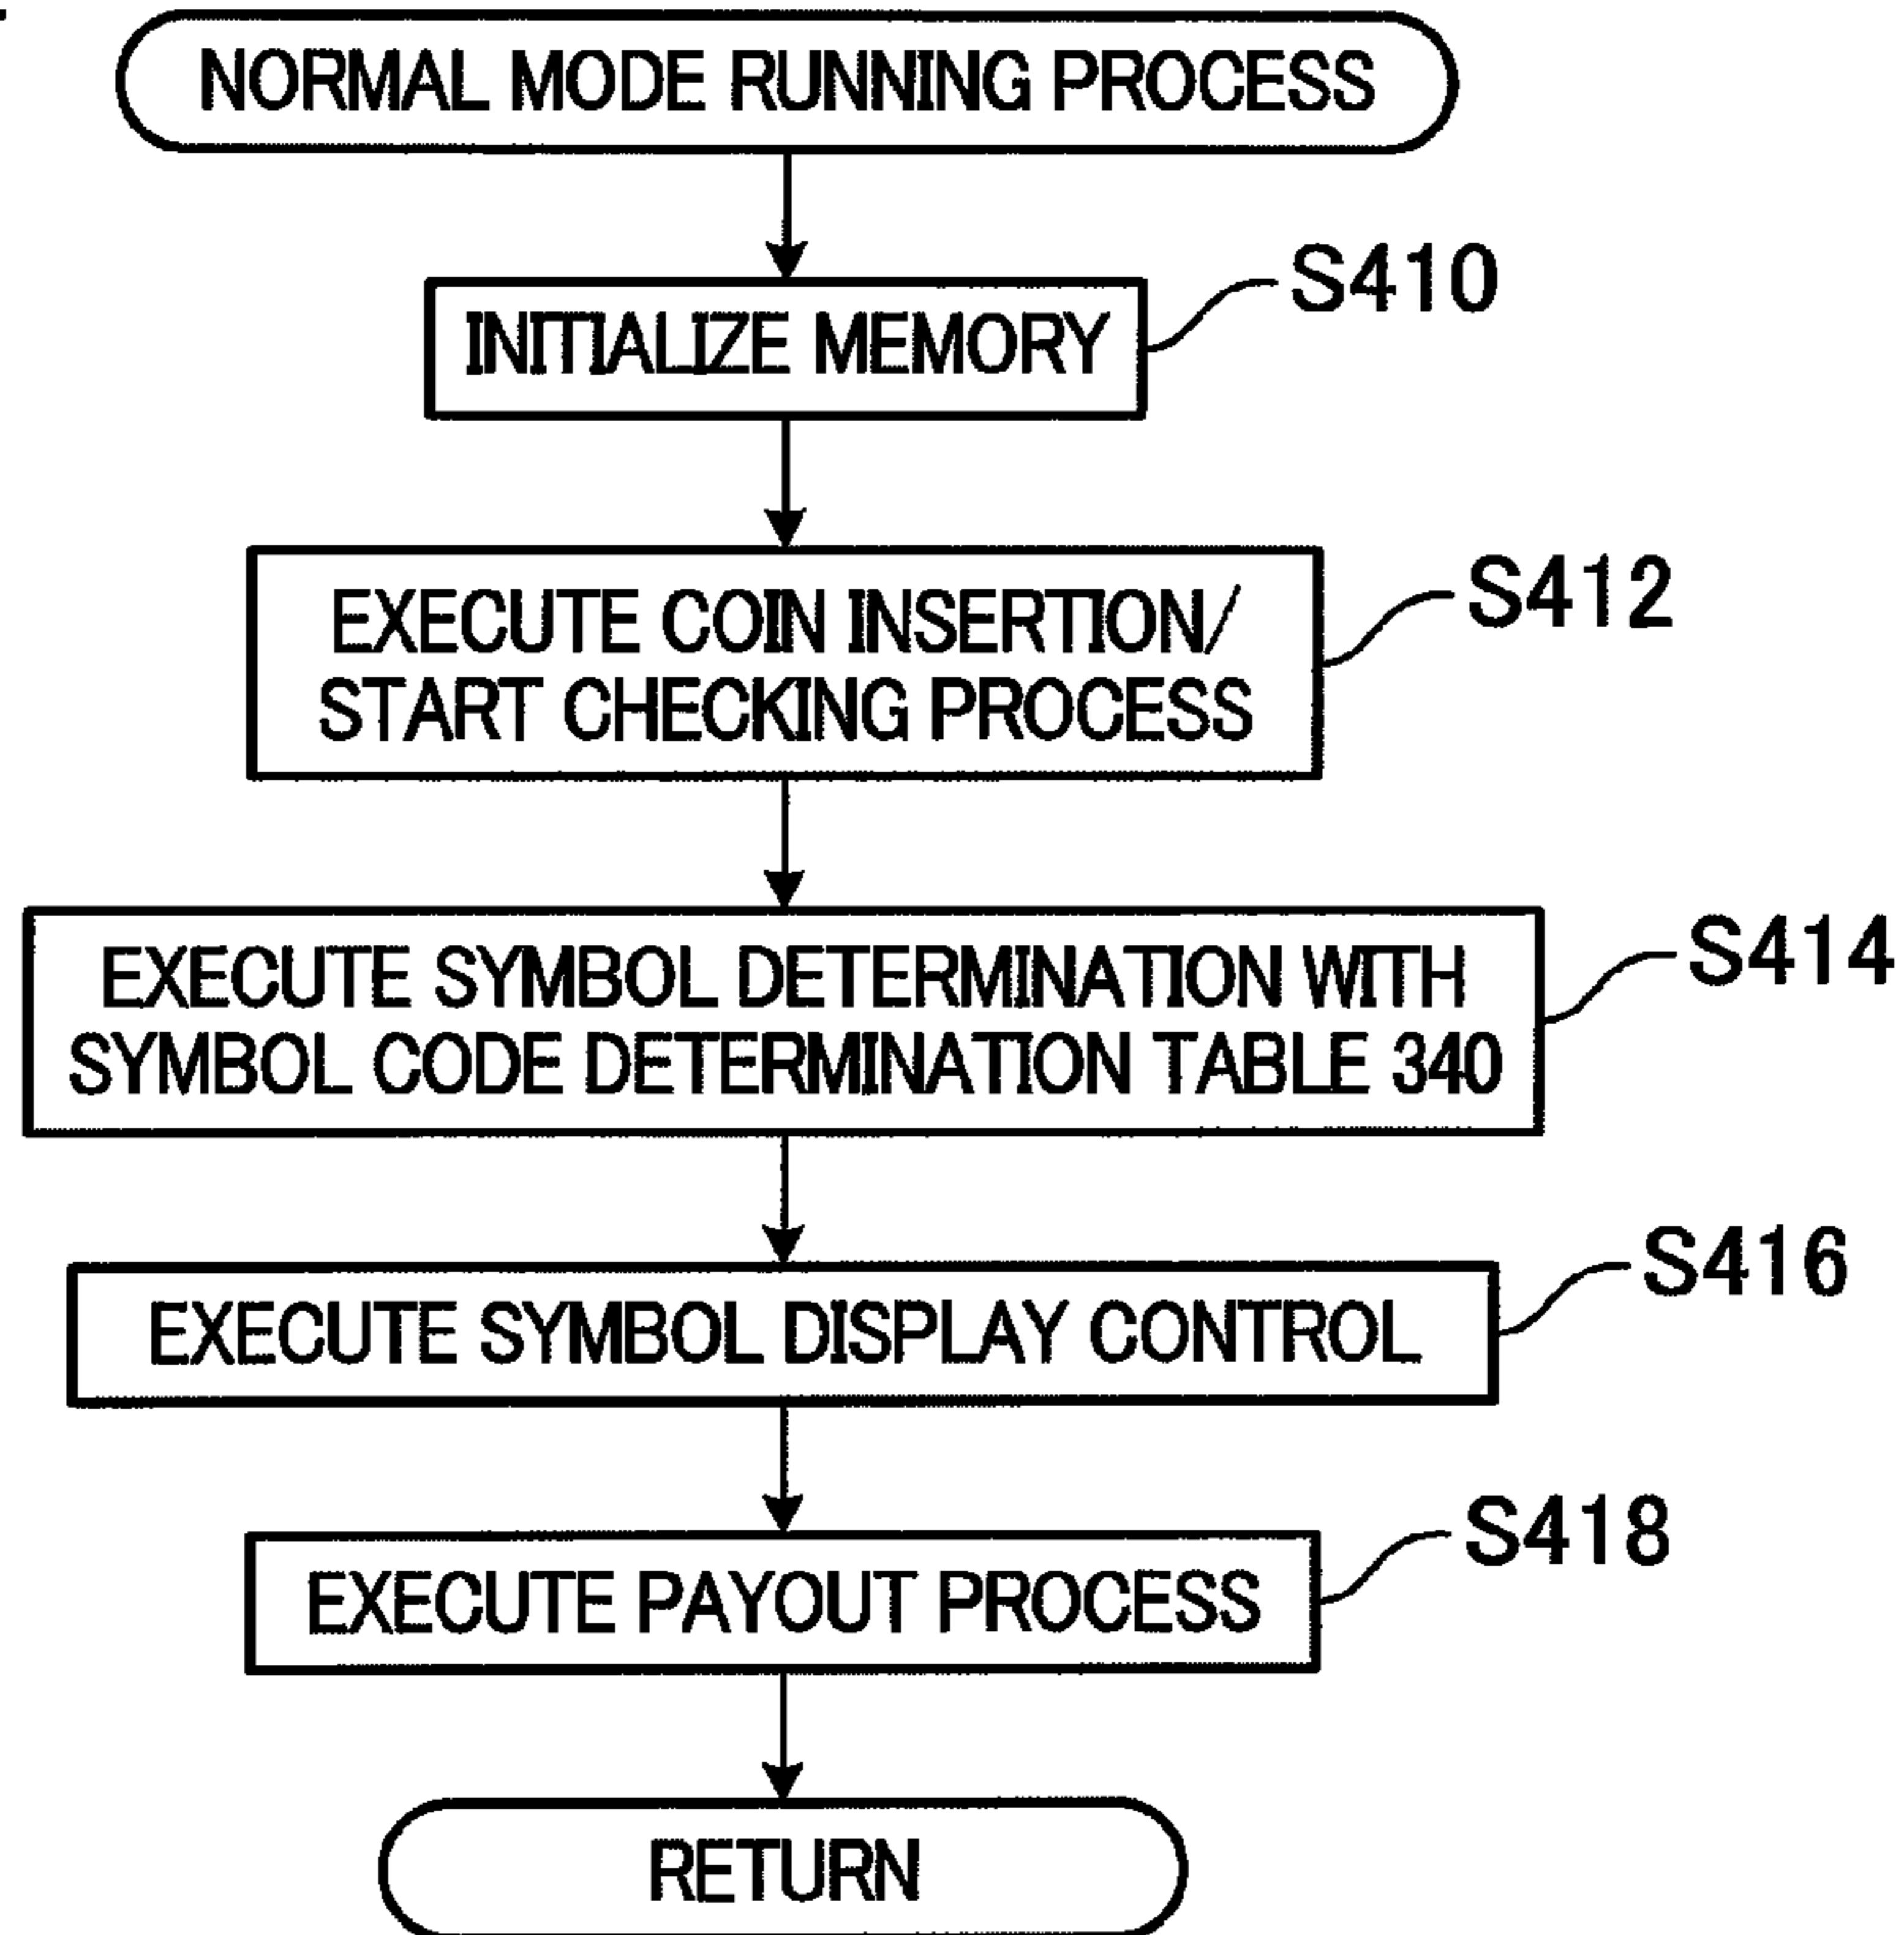 NORMAL MODE RUNNING PROCESS
S410
INITIALIZE MEMORY
S412
EXECUTE COIN INSERTION/
START CHECKING PROCESS
S414
EXECUTE SYMBOL DETERMINATION WITH
SYMBOL CODE DETERMINATION TABLE 340
S416
EXECUTE SYMBOL DISPLAY CONTROL
S418
EXECUTE PAYOUT PROCESS
RETURN